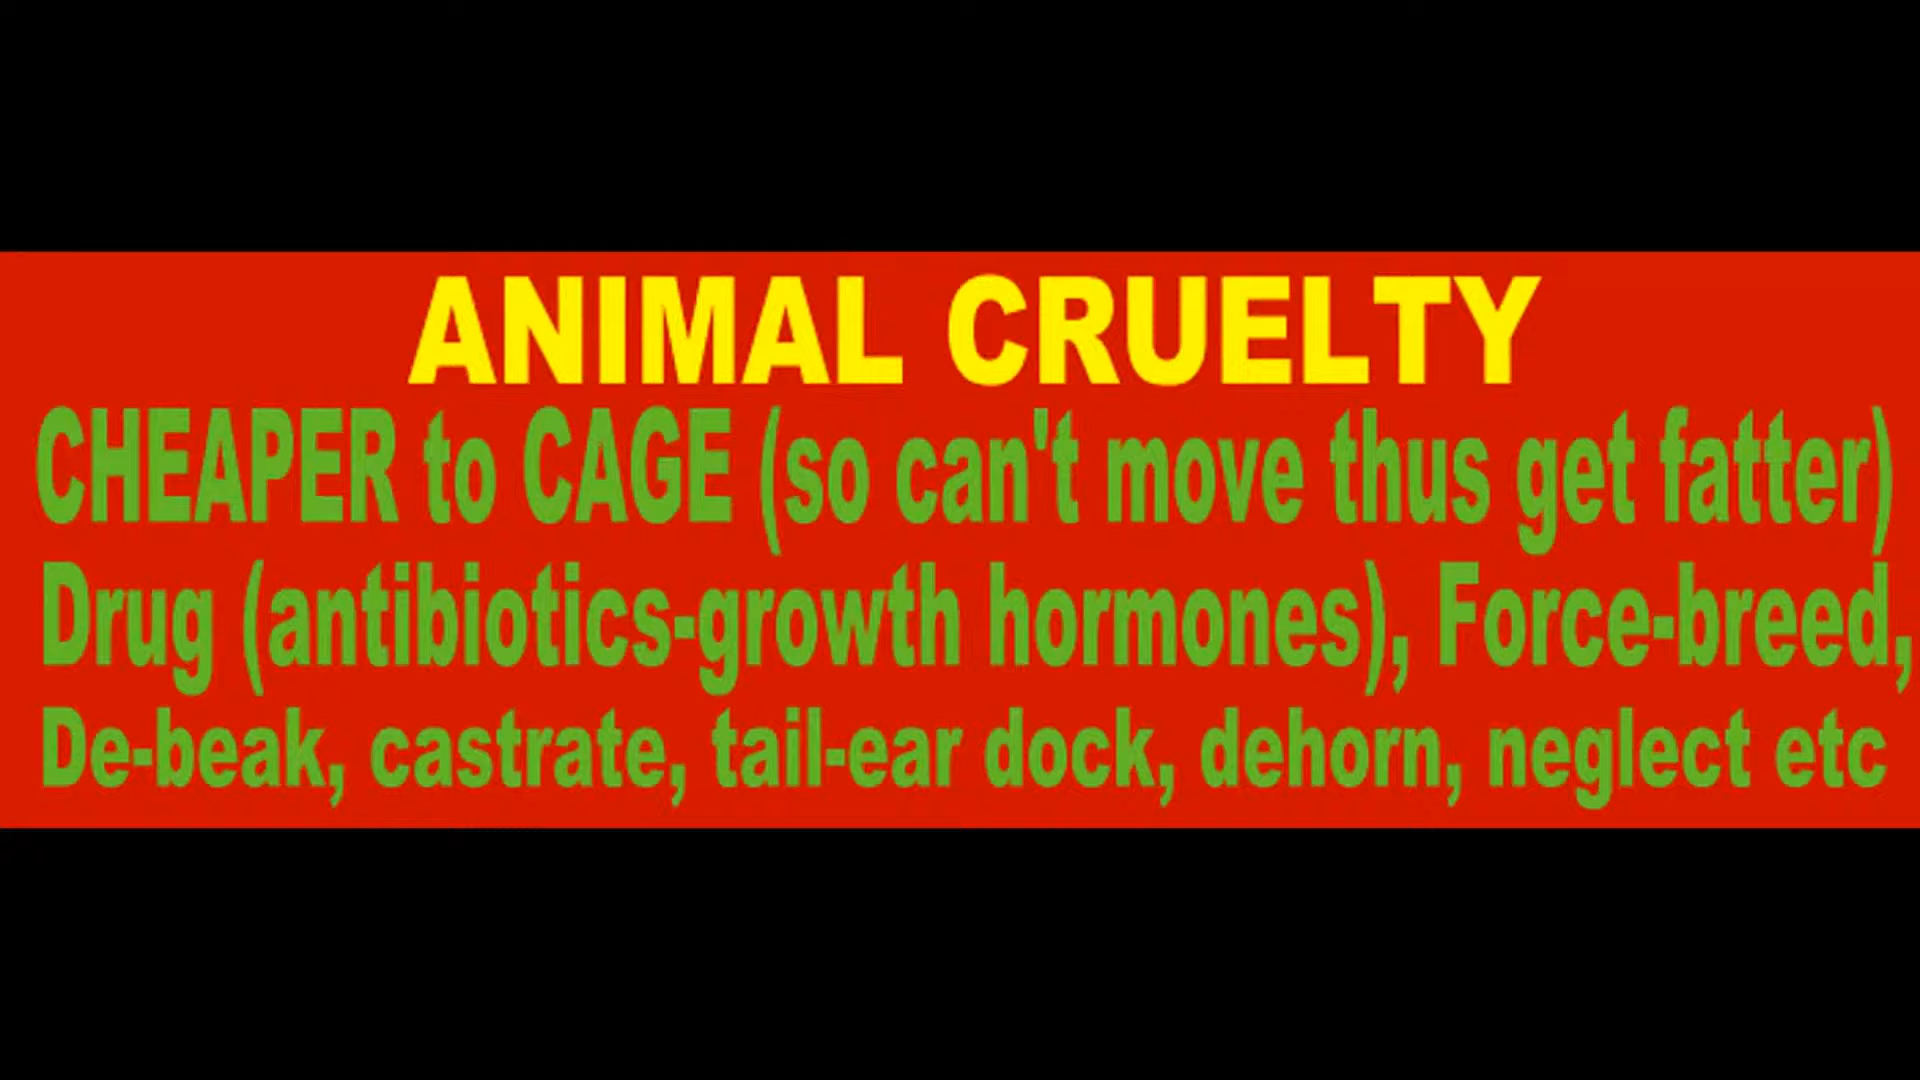 ANIMAL CRUELTY
CHEAPER to CAGE (so can't move thus get fatter)
Drug (antibiotics-growth hormones), Force-breed,
De-beak, castrate, tail-ear dock, dehorn, neglect etc